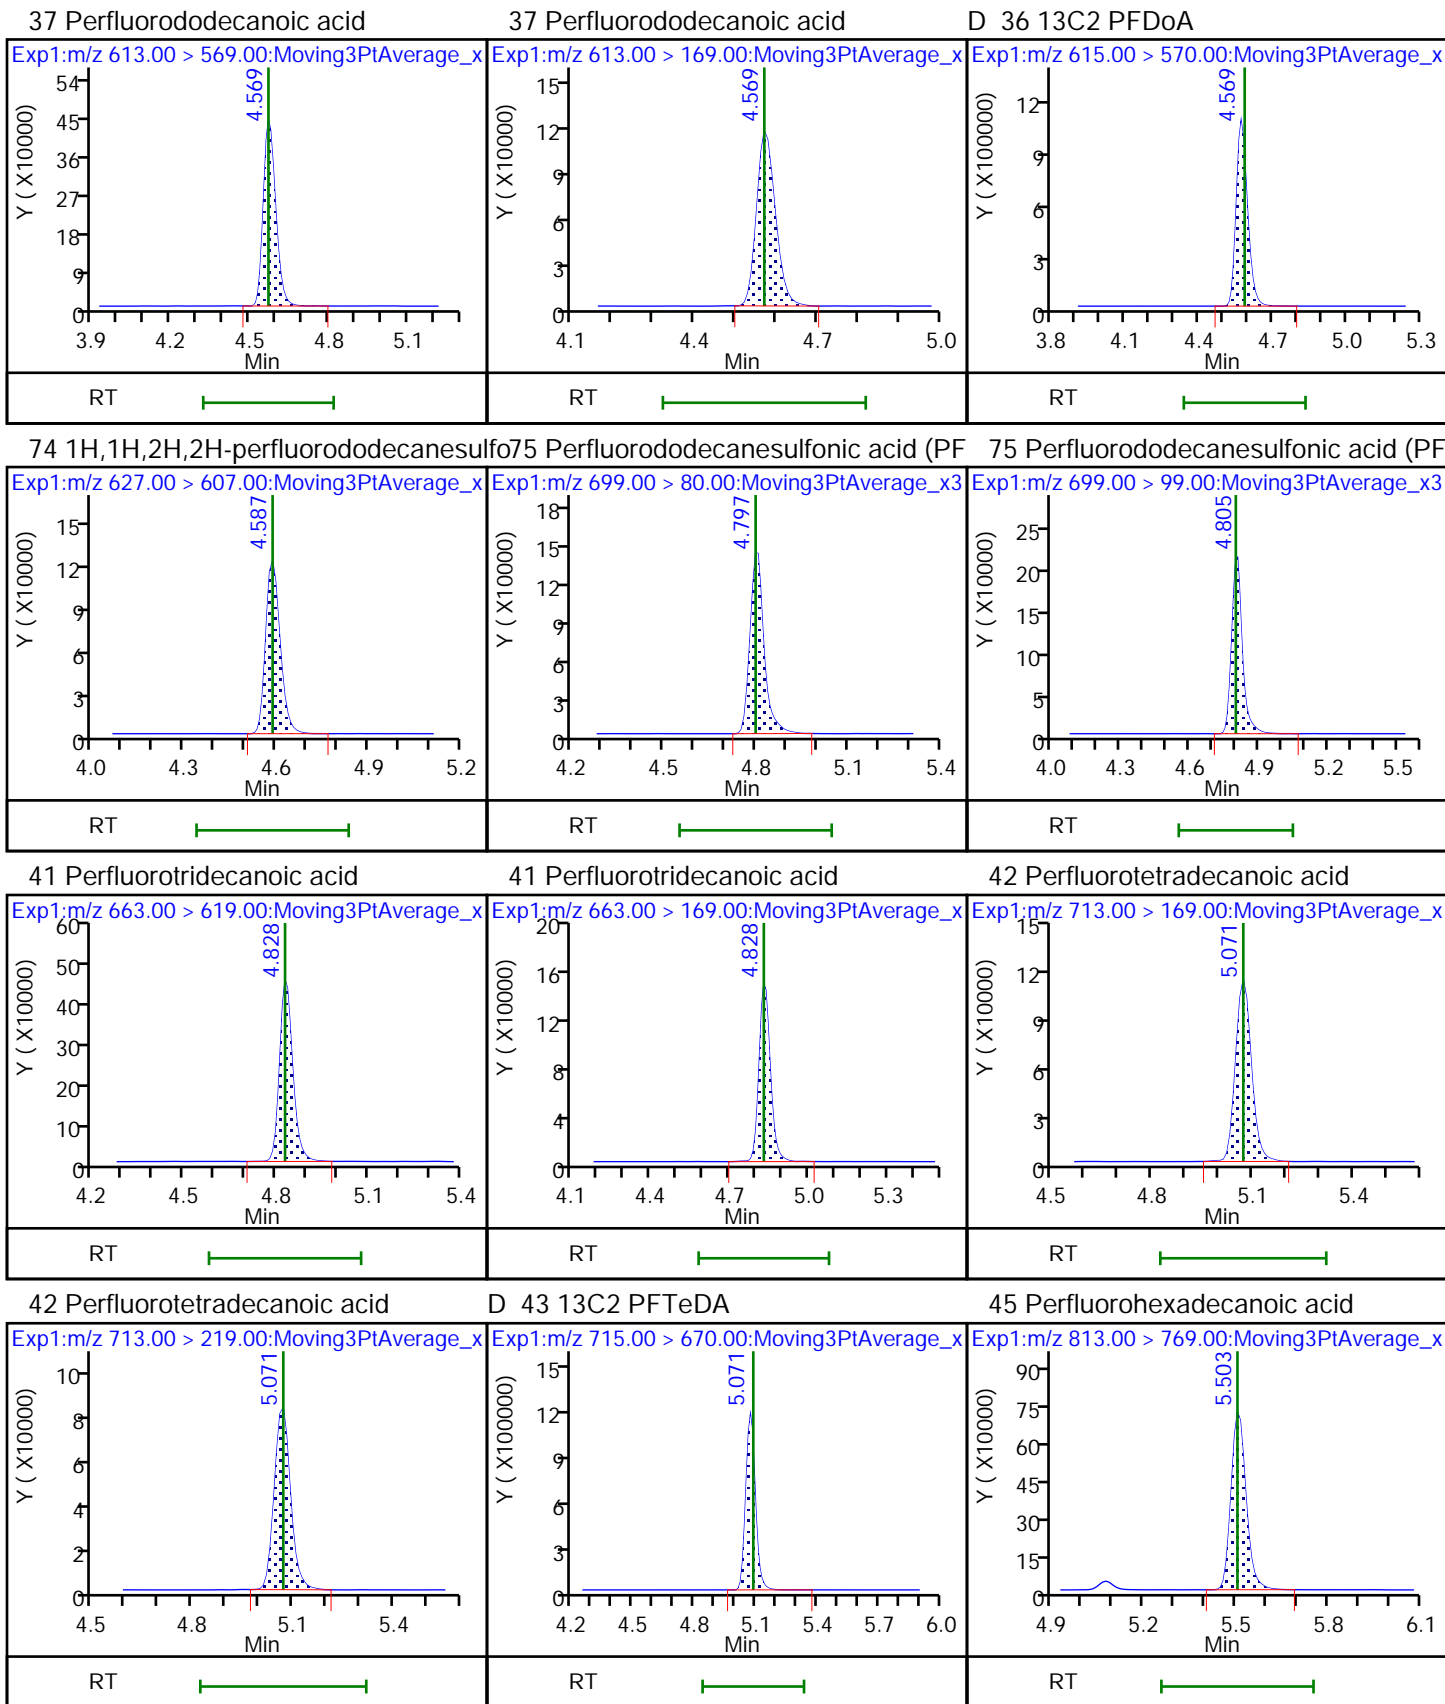 37 Perfluorododecanoic acid
Exp1:m/z 613.00 > 569.00:Moving3PtAverage_x
Y ( X10000)
54
45
36
27
18
9
0
4.569
3.9 4.2 4.5 4.8 5.1
Min
RT
37 Perfluorododecanoic acid
Exp1:m/z 613.00 > 169.00:Moving3PtAverage_x
Y ( X10000)
15
12
9
6
3
0
4.569
4.1 4.4 4.7 5.0
Min
RT
D 36 13C2 PFDoA
Exp1:m/z 615.00 > 570.00:Moving3PtAverage_x
Y ( X100000)
12
9
6
3
0
4.569
3.8 4.1 4.4 4.7 5.0 5.3
Min
RT
74 1H,1H,2H,2H-perfluorododecanesulfo
Exp1:m/z 627.00 > 607.00:Moving3PtAverage_x
Y ( X10000)
15
12
9
6
3
0
4.587
4.0 4.3 4.6 4.9 5.2
Min
RT
75 Perfluorododecanesulfonic acid (PF
Exp1:m/z 699.00 > 80.00:Moving3PtAverage_x3
Y ( X10000)
18
15
12
9
6
3
0
4.797
4.2 4.5 4.8 5.1 5.4
Min
RT
75 Perfluorododecanesulfonic acid (PF
Exp1:m/z 699.00 > 99.00:Moving3PtAverage_x3
Y ( X10000)
25
20
15
10
5
0
4.805
4.0 4.3 4.6 4.9 5.2 5.5
Min
RT
41 Perfluorotridecanoic acid
Exp1:m/z 663.00 > 619.00:Moving3PtAverage_x
Y ( X10000)
60
50
40
30
20
10
0
4.828
4.2 4.5 4.8 5.1 5.4
Min
RT
41 Perfluorotridecanoic acid
Exp1:m/z 663.00 > 169.00:Moving3PtAverage_x
Y ( X10000)
20
16
12
8
4
0
4.828
4.1 4.4 4.7 5.0 5.3
Min
RT
42 Perfluorotetradecanoic acid
Exp1:m/z 713.00 > 169.00:Moving3PtAverage_x
Y ( X10000)
15
12
9
6
3
0
5.071
4.5 4.8 5.1 5.4
Min
RT
42 Perfluorotetradecanoic acid
Exp1:m/z 713.00 > 219.00:Moving3PtAverage_x
Y ( X10000)
10
8
6
4
2
0
5.071
4.5 4.8 5.1 5.4
Min
RT
D 43 13C2 PFTeDA
Exp1:m/z 715.00 > 670.00:Moving3PtAverage_x
Y ( X100000)
15
12
9
6
3
0
5.071
4.2 4.5 4.8 5.1 5.4 5.7 6.0
Min
RT
45 Perfluorohexadecanoic acid
Exp1:m/z 813.00 > 769.00:Moving3PtAverage_x
Y ( X10000)
90
75
60
45
30
15
0
5.503
4.9 5.2 5.5 5.8 6.1
Min
RT